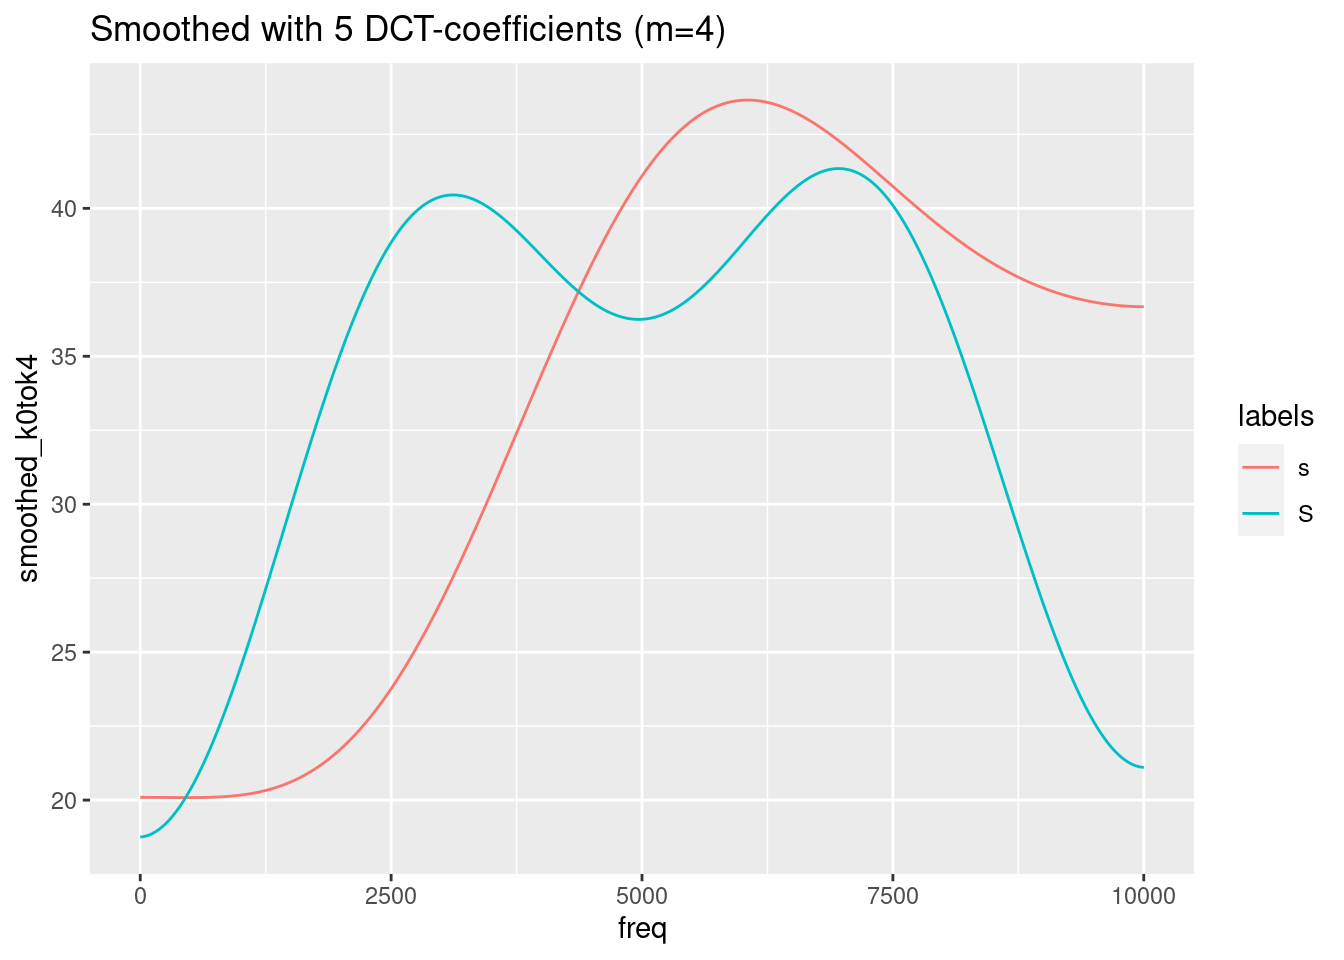 Smoothed with 5 DCT-coefficients (m=4)
smoothed_k0tok4
40
35
30
25
20
0 2500 5000 7500 10000
freq
labels
s
S